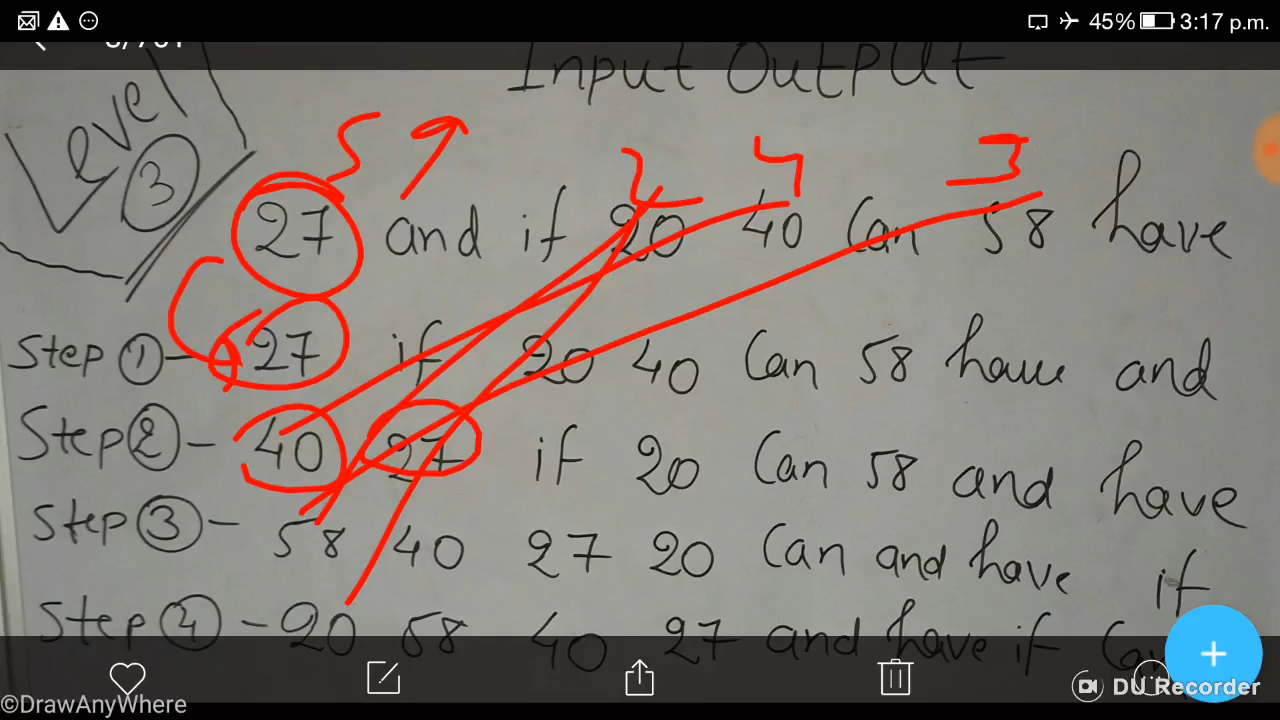 45% 3:17 p.m.
Input Output
Level
3
5 2 4 3
27 and if 20 40 Can 58 have
Step 1 - 27 if 20 40 Can 58 have and
Step 2 - 40 27 if 20 Can 58 and have
Step 3 - 58 40 27 20 Can and have if
Step 4 - 20 58 40 27 and have if Can
+
©DrawAnyWhere
DU Recorder